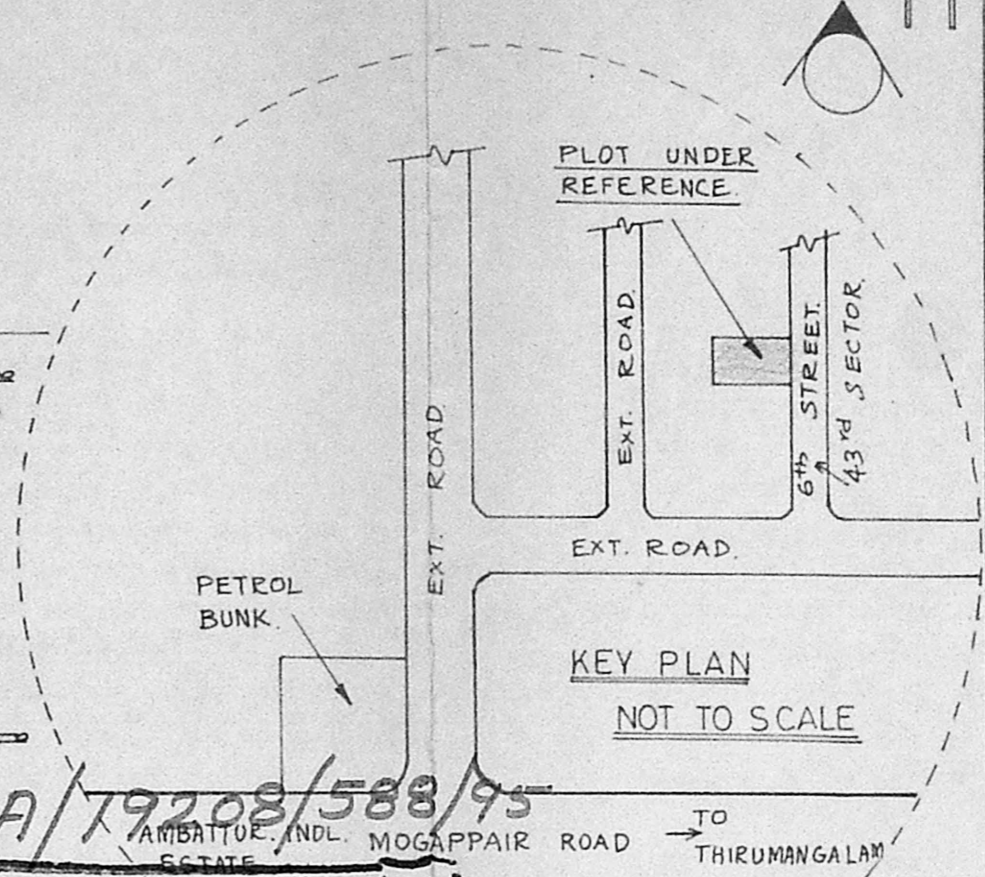 PLOT UNDER
REFERENCE.
EXT. ROAD.
EXT. ROAD.
6th STREET.
43rd SECTOR.
EXT. ROAD.
PETROL
BUNK.
KEY PLAN
NOT TO SCALE
A/19208/588/95
AMBATTUR. INDL.
ESTATE
MOGAPPAIR ROAD
TO
THIRUMANGALAM